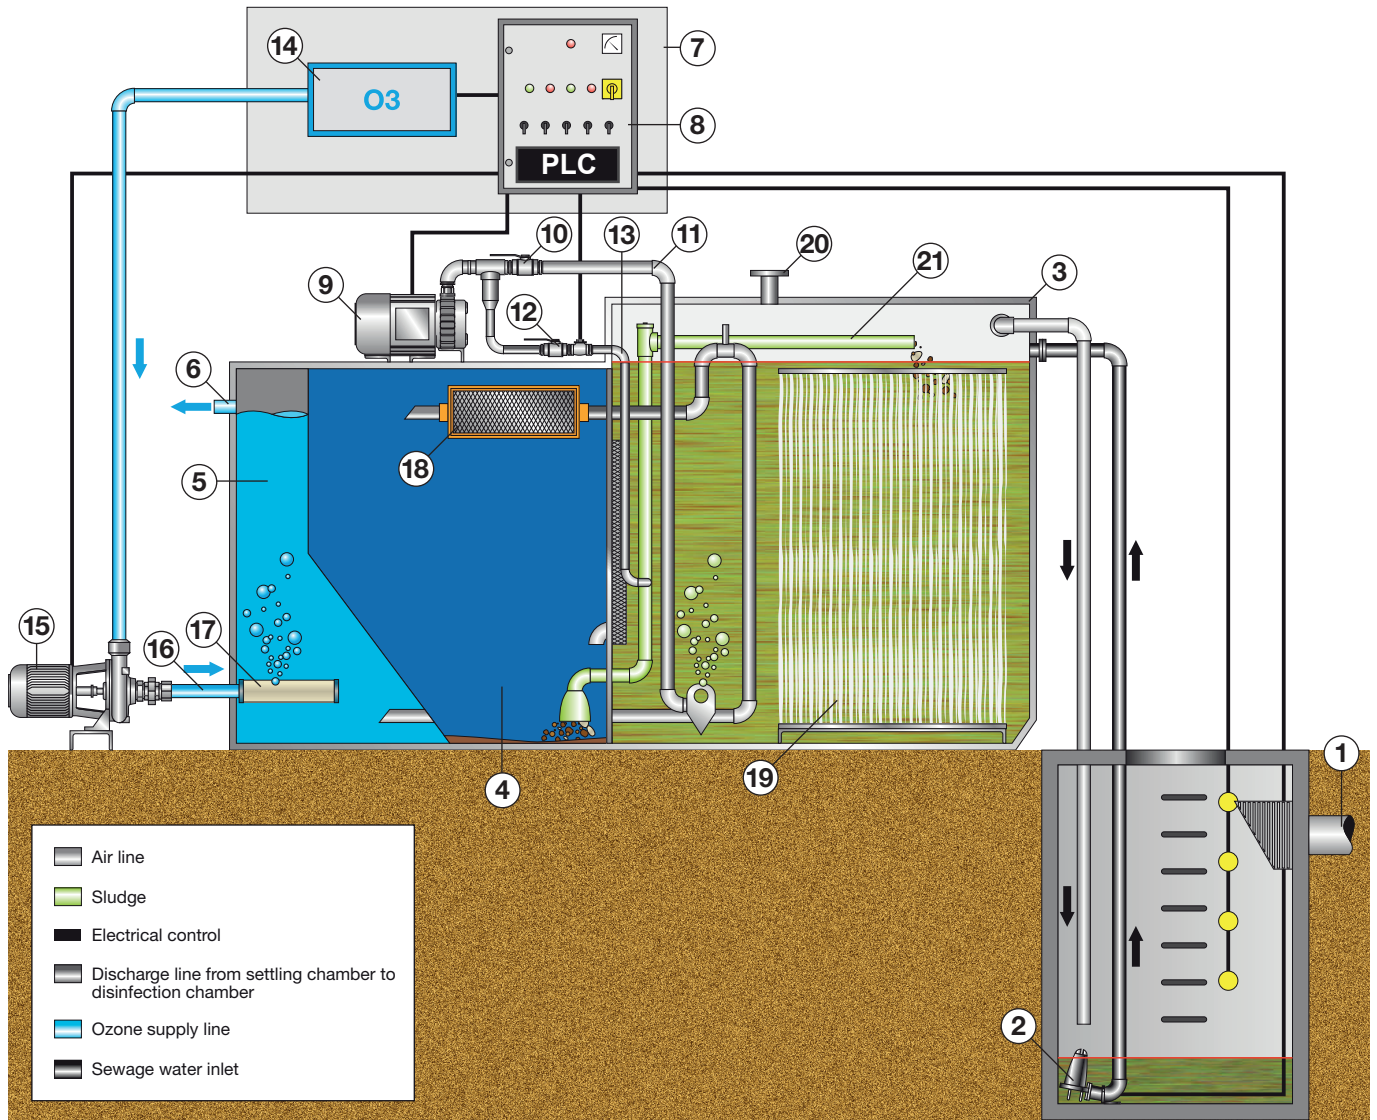 14
7
O3
8
PLC
10
13
11
20
21
3
9
12
6
18
5
15
16
17
19
4
1
2
Air line
Sludge
Electrical control
Discharge line from settling chamber to
disinfection chamber
Ozone supply line
Sewage water inlet